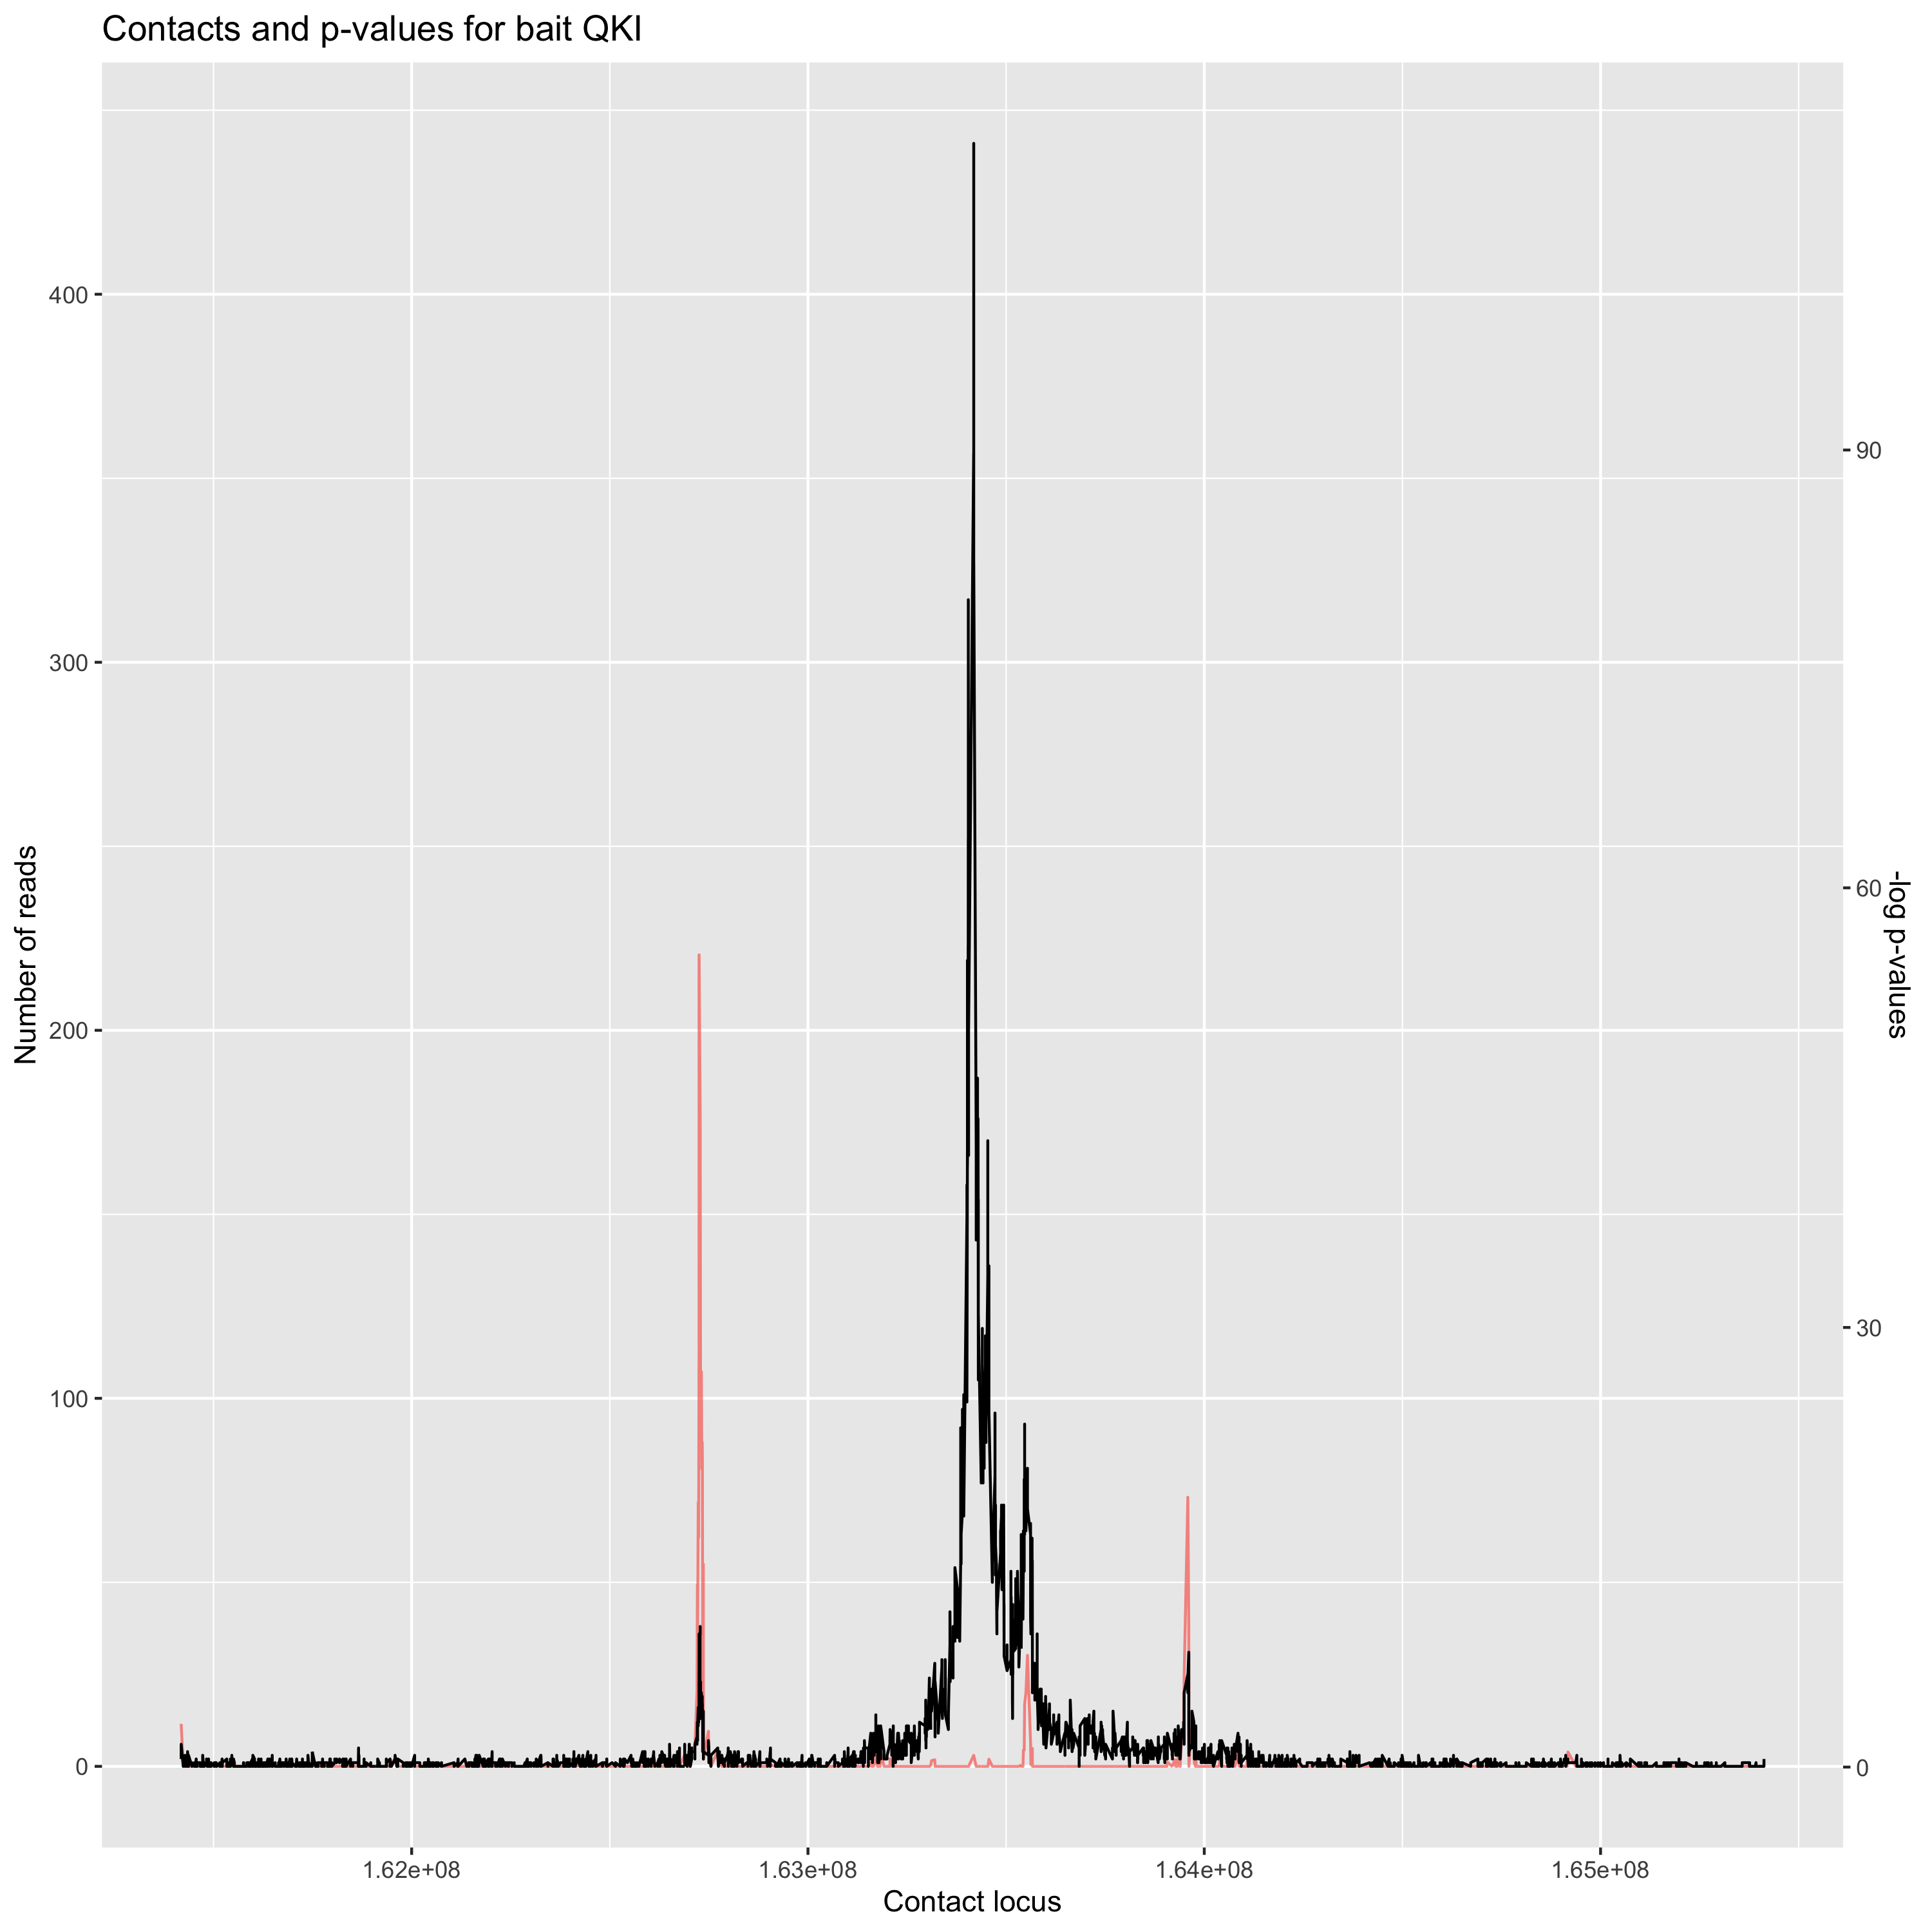 Contacts and p-values for bait QKI
400
300
200
100
0
Number of reads
90
60
30
0
-log p-values
1.62e+08
1.63e+08
1.64e+08
1.65e+08
Contact locus